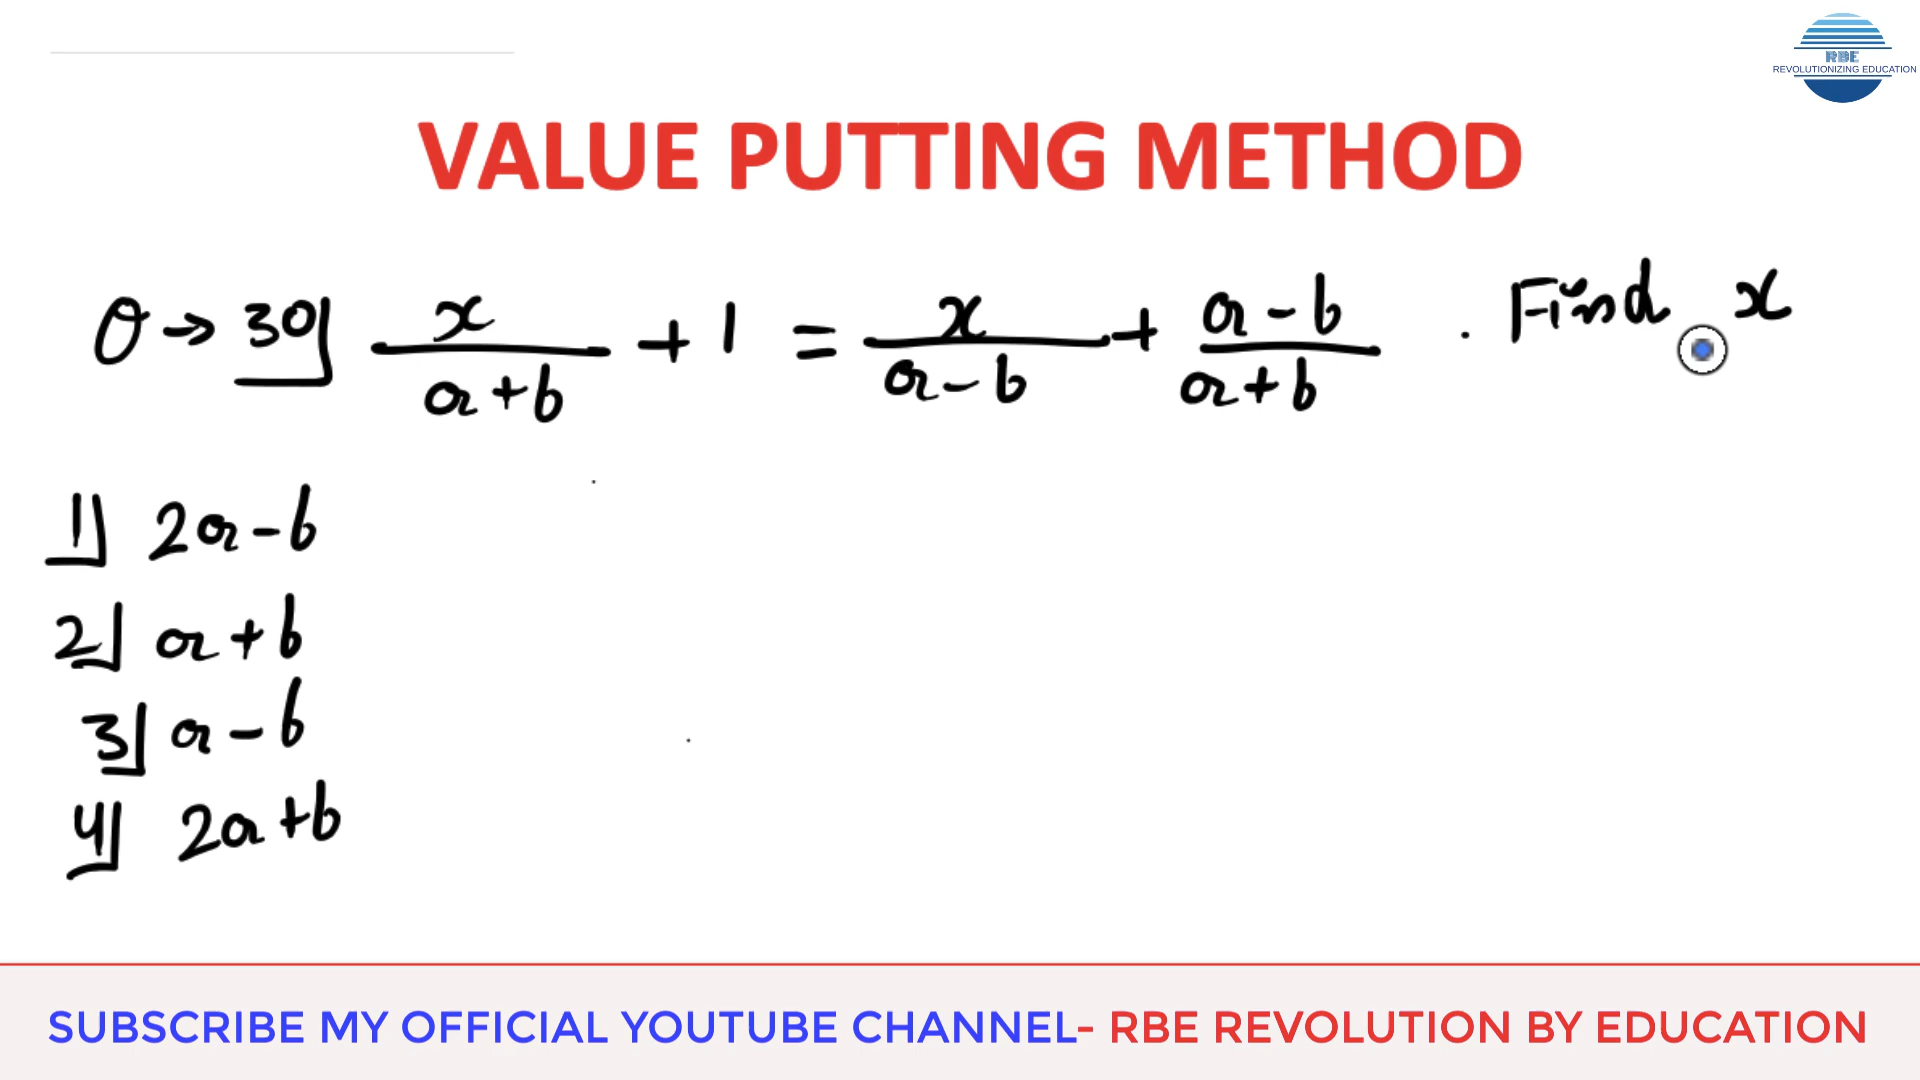 RBE
REVOLUTIONIZING EDUCATION
VALUE PUTTING METHOD
Q → 30] x/(a+b) + 1 = x/(a-b) + (a-b)/(a+b) . Find x
1] 2a-b
2] a+b
3] a-b
4] 2a+b
SUBSCRIBE MY OFFICIAL YOUTUBE CHANNEL- RBE REVOLUTION BY EDUCATION